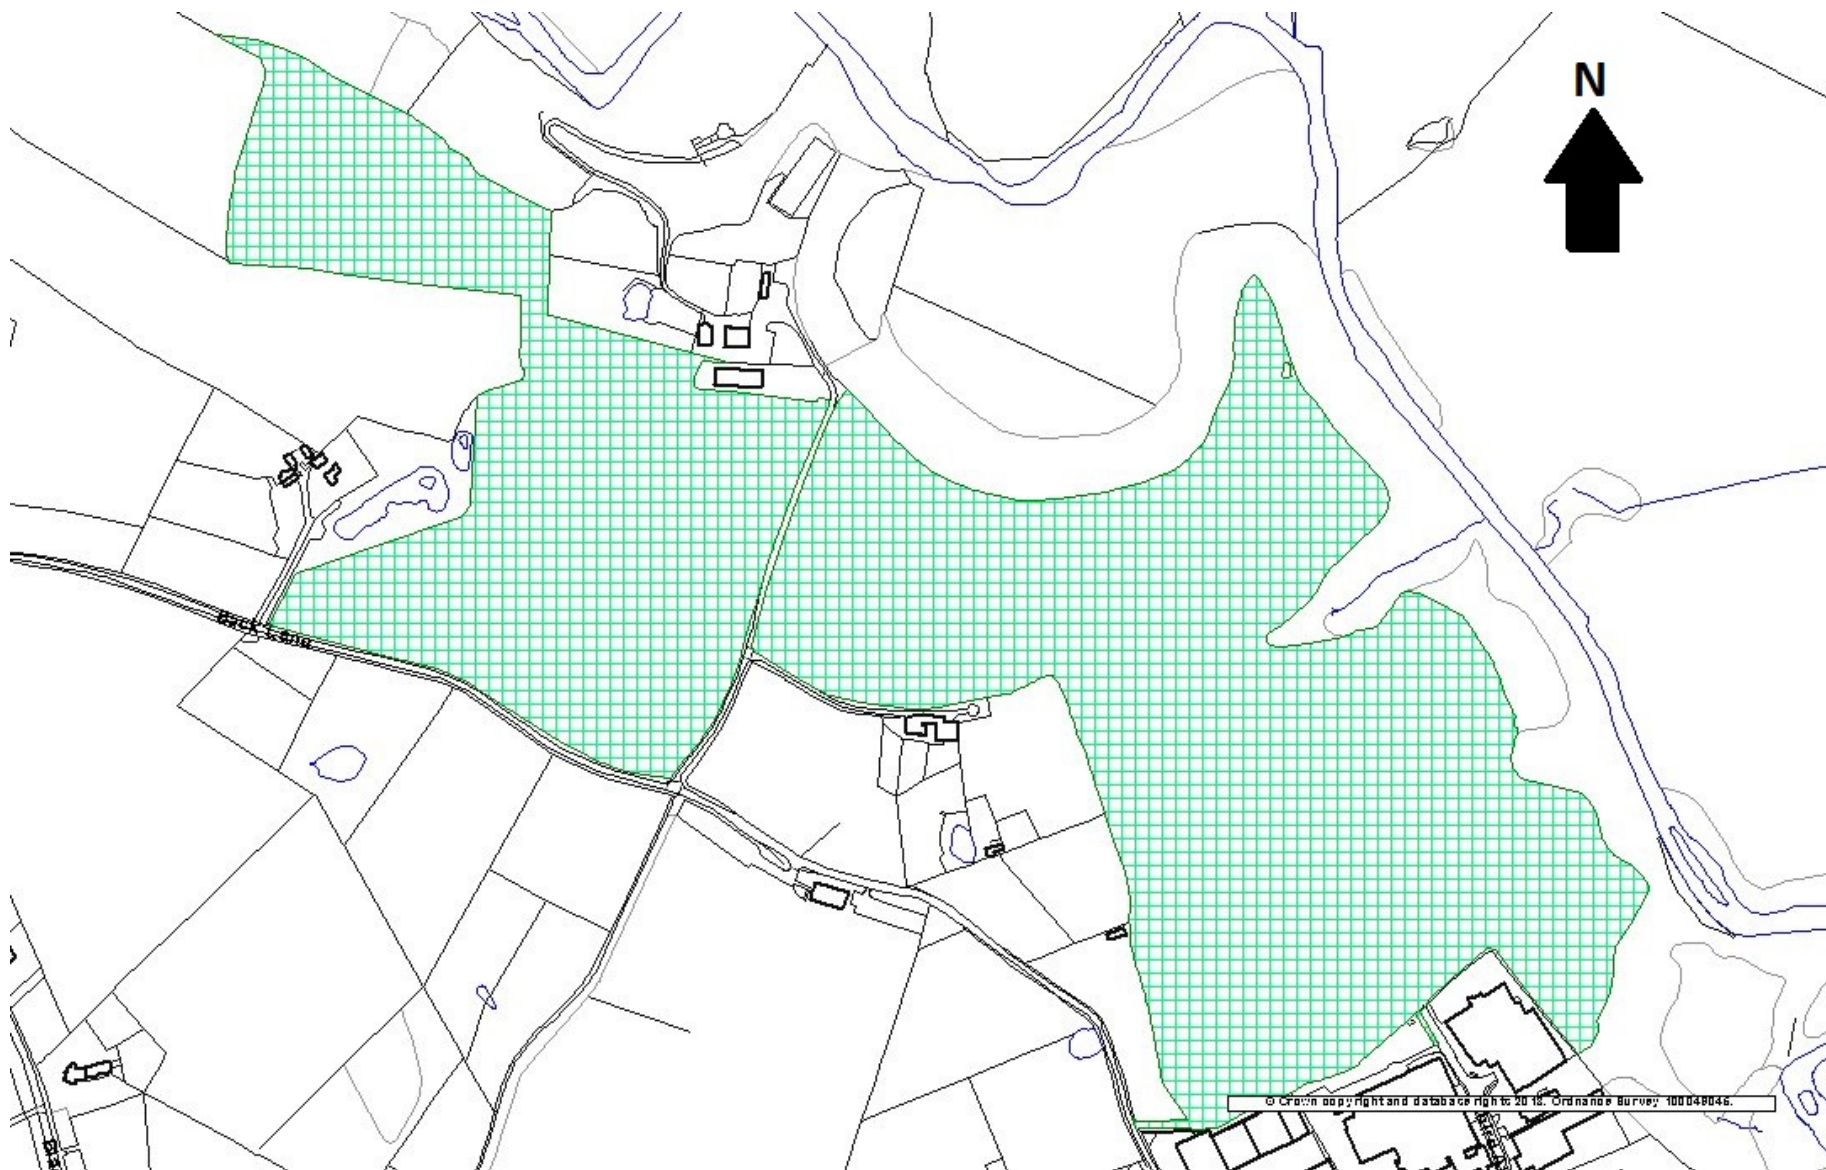 N
Back Lane
© Crown copyright and database rights 2018. Ordnance Survey 100049046.